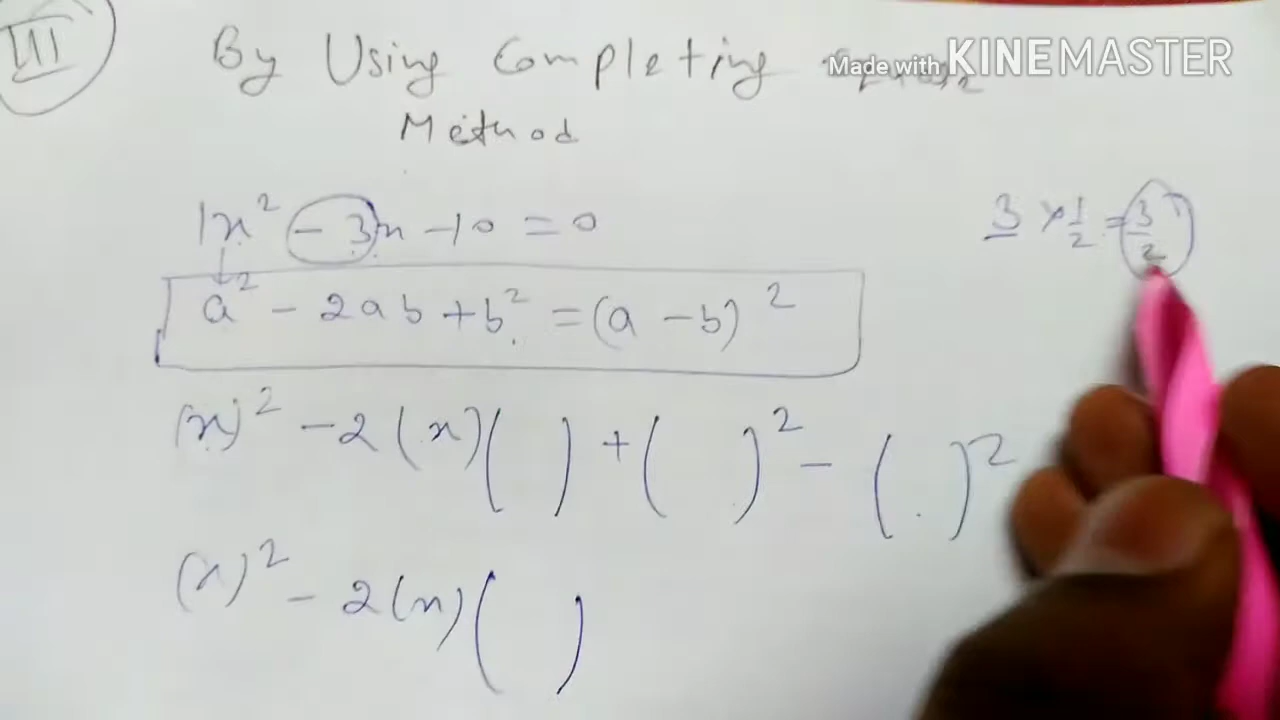 III
By Using Completing
Made with KINEMASTER
Method
1x² - 3x - 10 = 0
3 × 1/2 = 3/2
a² - 2ab + b² = (a - b)²
(x)² - 2(x)( ) + ( )² - ( )²
(x)² - 2(x)( )